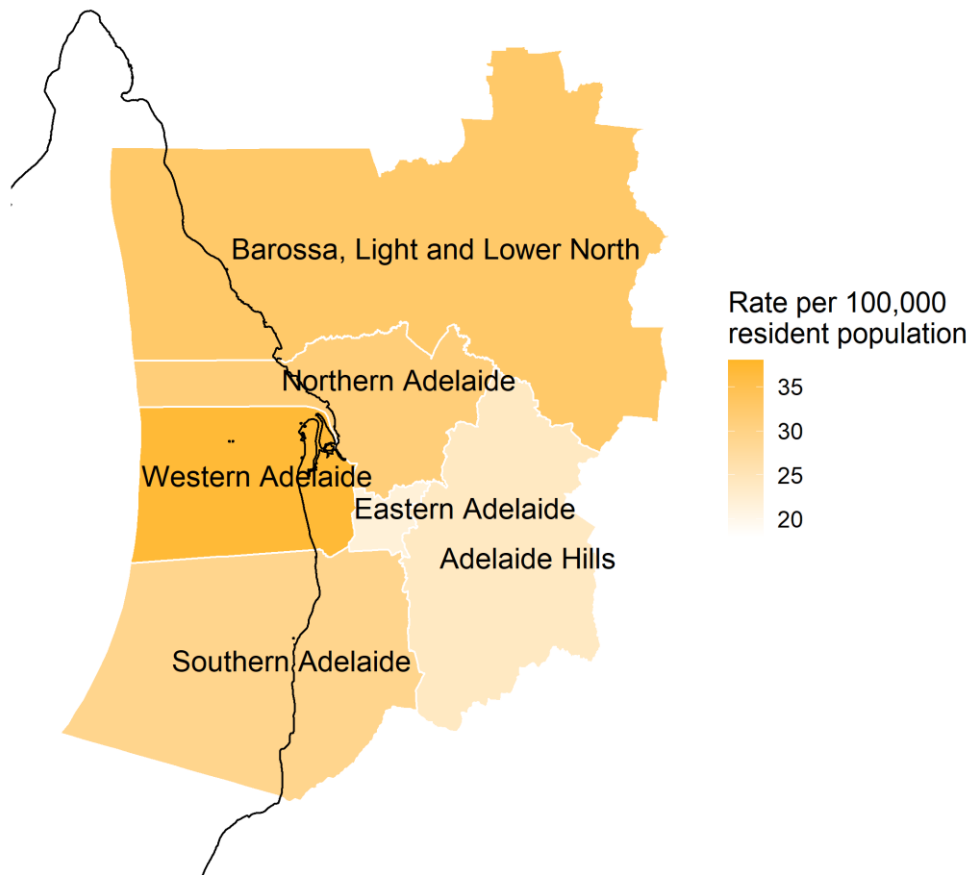 Barossa, Light and Lower North
Rate per 100,000
resident population
Northern Adelaide
35
30
Western Adelaide
25
Eastern Adelaide
20
Adelaide Hills
Southern Adelaide